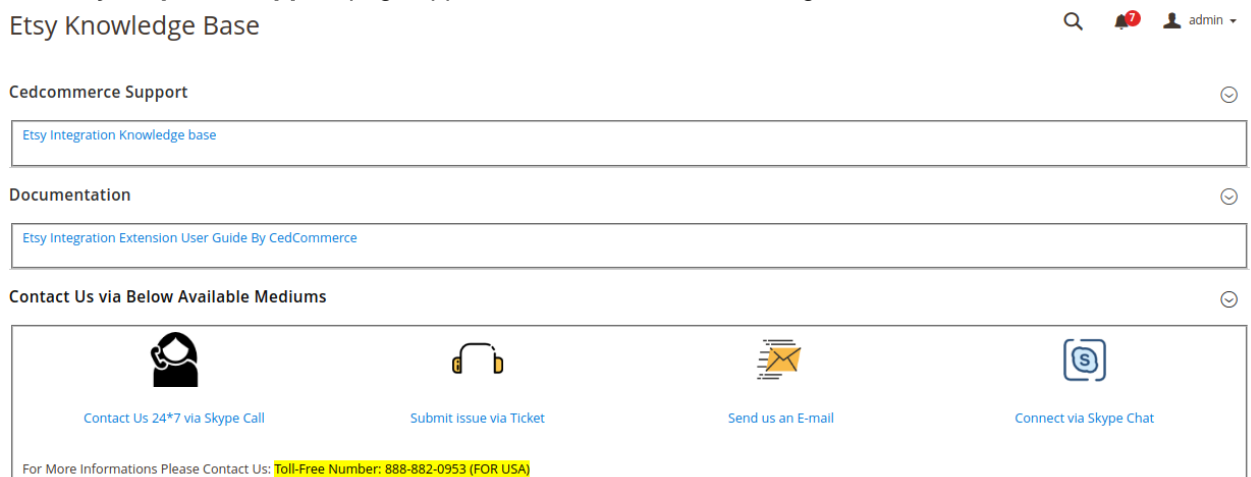 Etsy Knowledge Base
7
admin
Cedcommerce Support
Etsy Integration Knowledge base
Documentation
Etsy Integration Extension User Guide By CedCommerce
Contact Us via Below Available Mediums
S
Contact Us 24*7 via Skype Call
Submit issue via Ticket
Send us an E-mail
Connect via Skype Chat
For More Informations Please Contact Us: Toll-Free Number: 888-882-0953 (FOR USA)